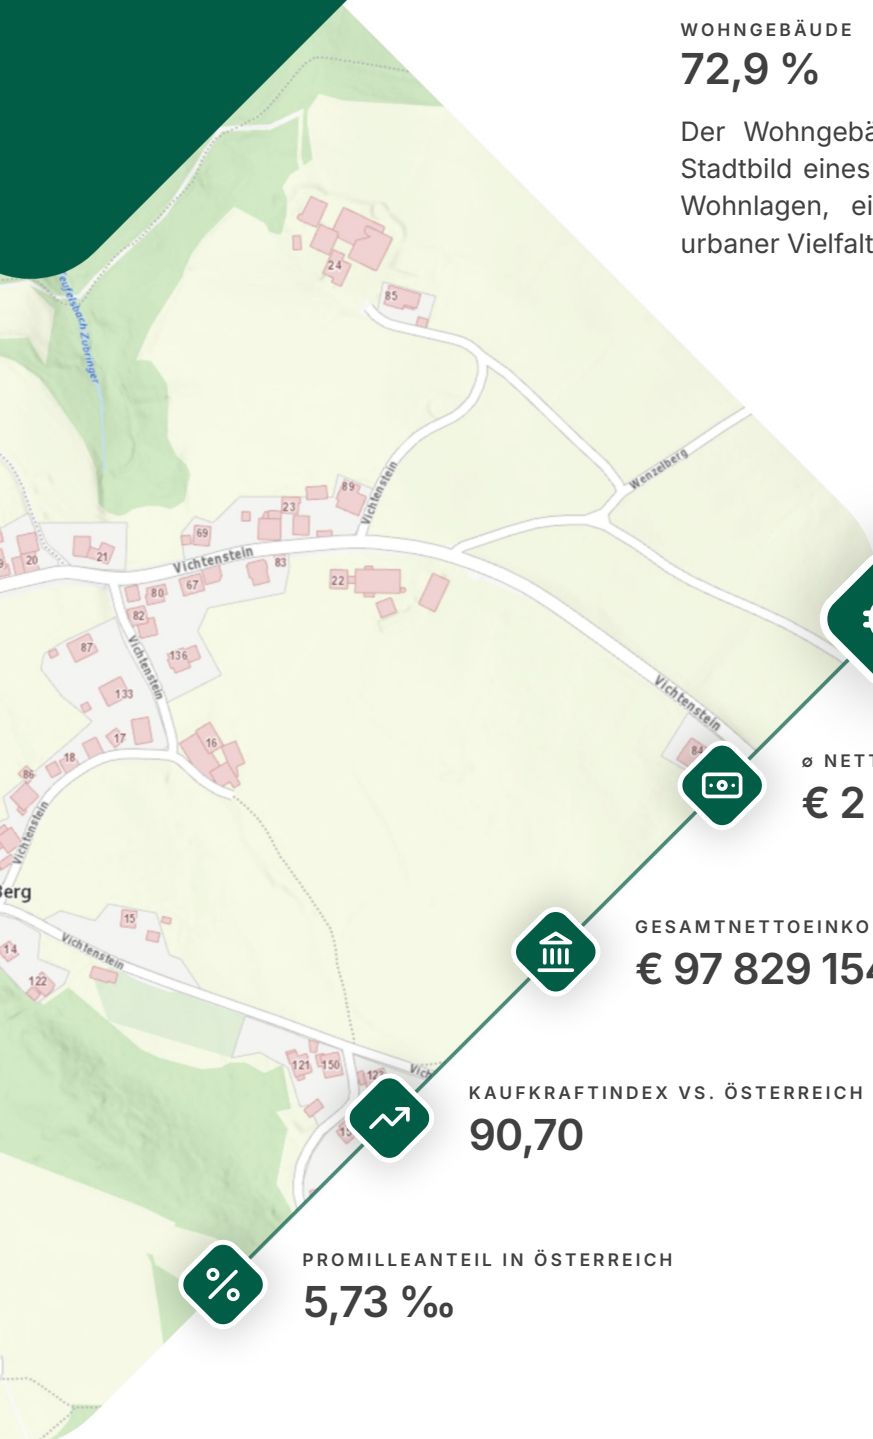 WOHNGEBÄUDE
72,9 %
Der Wohngebä
Stadtbild eines
Wohnlagen, ei
urbaner Vielfalt
24
85
Zubringer
Wenzelberg
89
Vichtenstein
23
69
21
20
Vichtenstein
83
22
80
67
82
87
Vichtenstein
136
133
Vichtenstein
17
16
18
84
86
ø NETT
€ 2
Vichtenstein
Berg
15
GESAMTNETTOEINKO
€ 97 829 154
14
Vichtenstein
122
121
150
Vich
KAUFKRAFTINDEX VS. ÖSTERREICH
90,70
PROMILLEANTEIL IN ÖSTERREICH
5,73 ‰